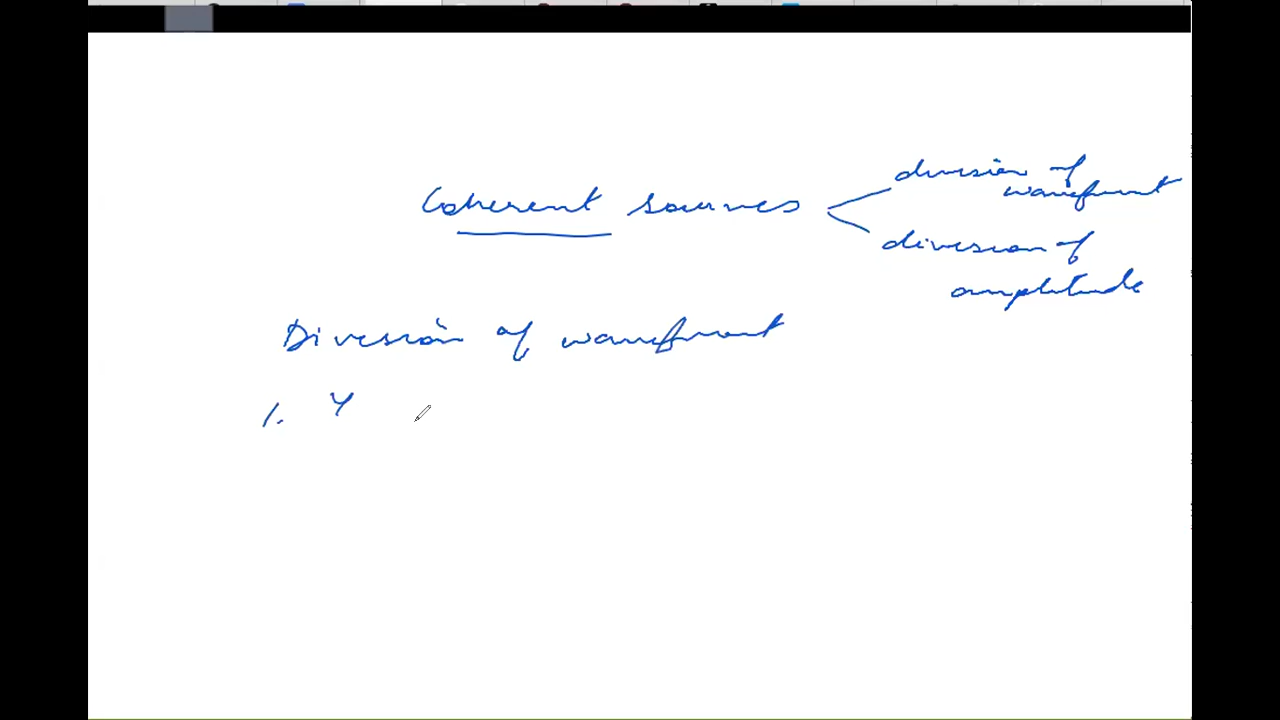 Coherent sources
division of
wavefront
division of
amplitude
Division of wavefront
1. Y